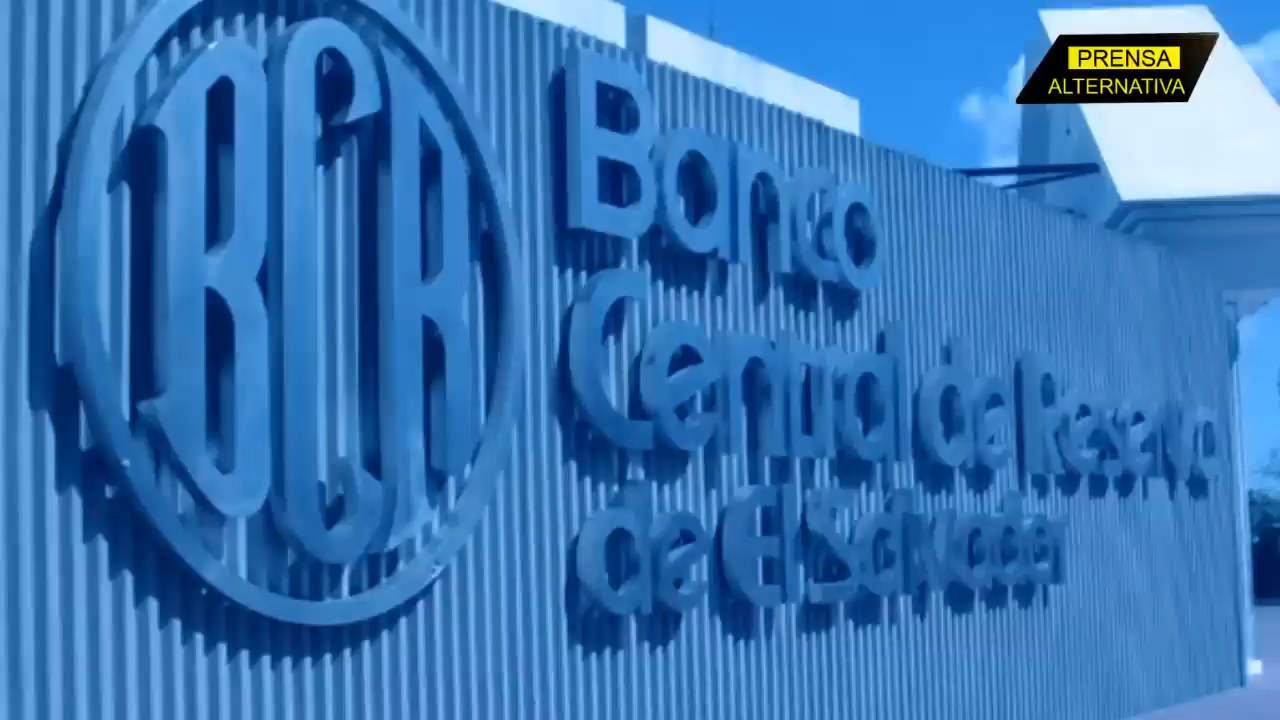 PRENSA
ALTERNATIVA
BCR
Banco
Central de Reserva
de El Salvador